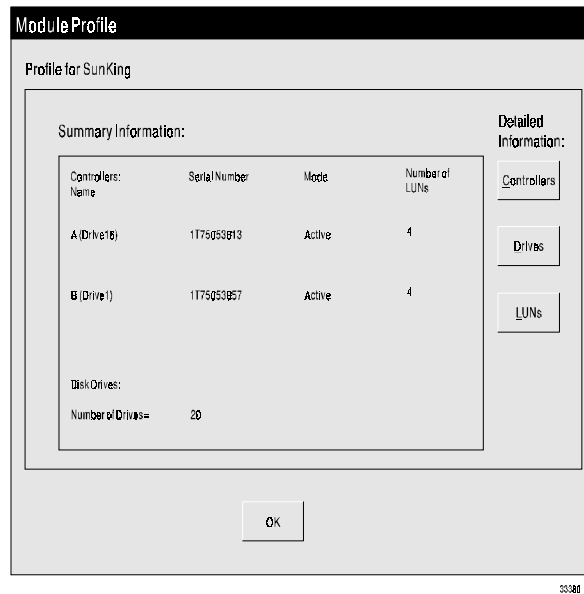 Module Profile
Profile for SunKing
Summary Information:
Detailed
Information:
Controllers:
Name
Serial Number
Mode
Number of
LUNs
A (Drive16)
1T75053613
Active
4
B (Drive1)
1T75053857
Active
4
Disk Drives:
Number of Drives=
20
Controllers
Drives
LUNs
OK